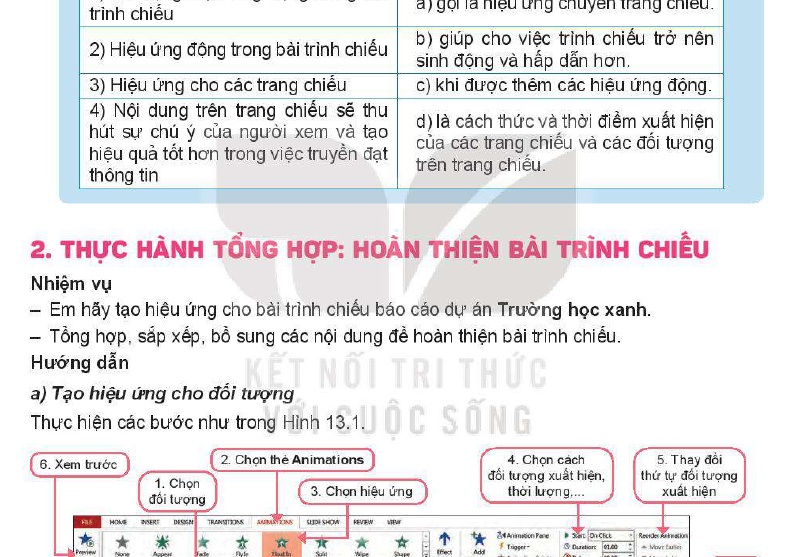 trình chiếu
a) gọi là hiệu ứng chuyển trang chiếu.
2) Hiệu ứng động trong bài trình chiếu
b) giúp cho việc trình chiếu trở nên
sinh động và hấp dẫn hơn.
3) Hiệu ứng cho các trang chiếu
c) khi được thêm các hiệu ứng động.
4) Nội dung trên trang chiếu sẽ thu
hút sự chú ý của người xem và tạo
hiệu quả tốt hơn trong việc truyền đạt
thông tin
d) là cách thức và thời điểm xuất hiện
của các trang chiếu và các đối tượng
trên trang chiếu.
2. THỰC HÀNH TỔNG HỢP: HOÀN THIỆN BÀI TRÌNH CHIẾU
Nhiệm vụ
– Em hãy tạo hiệu ứng cho bài trình chiếu báo cáo dự án Trường học xanh.
– Tổng hợp, sắp xếp, bổ sung các nội dung để hoàn thiện bài trình chiếu.
Hướng dẫn
KẾT NỐI TRI THỨC
a) Tạo hiệu ứng cho đối tượng
VỚI CUỘC SỐNG
Thực hiện các bước như trong Hình 13.1.
6. Xem trước
1. Chọn
đối tượng
2. Chọn thẻ Animations
3. Chọn hiệu ứng
4. Chọn cách
đối tượng xuất hiện,
thời lượng,...
5. Thay đổi
thứ tự đối tượng
xuất hiện
FILE HOME INSERT DESIGN TRANSITIONS ANIMATIONS SLIDE SHOW REVIEW VIEW
Preview None Appear Fade Fly In Float In Split Wipe Shape Effect Add
Animation Pane
Trigger
Start: On Click
Duration: 01.00
Reorder Animation
Move Earlier